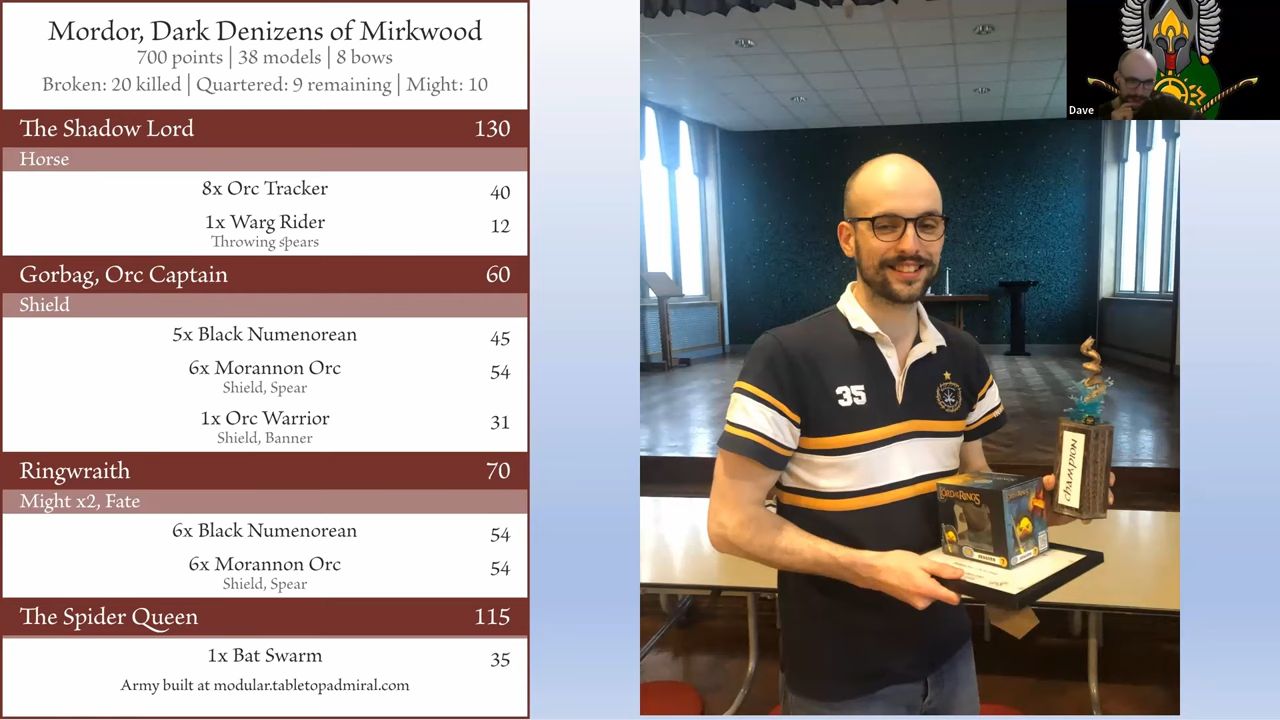 Mordor, Dark Denizens of Mirkwood
700 points | 38 models | 8 bows
Broken: 20 killed | Quartered: 9 remaining | Might: 10
The Shadow Lord 130
Horse
8x Orc Tracker 40
1x Warg Rider 12
Throwing spears
Gorbag, Orc Captain 60
Shield
5x Black Numenorean 45
6x Morannon Orc 54
Shield, Spear
1x Orc Warrior 31
Shield, Banner
Ringwraith 70
Might x2, Fate
6x Black Numenorean 54
6x Morannon Orc 54
Shield, Spear
The Spider Queen 115
1x Bat Swarm 35
Army built at modular.tabletopadmiral.com
Dave
35
CHAMPION
LORD OF THE RINGS